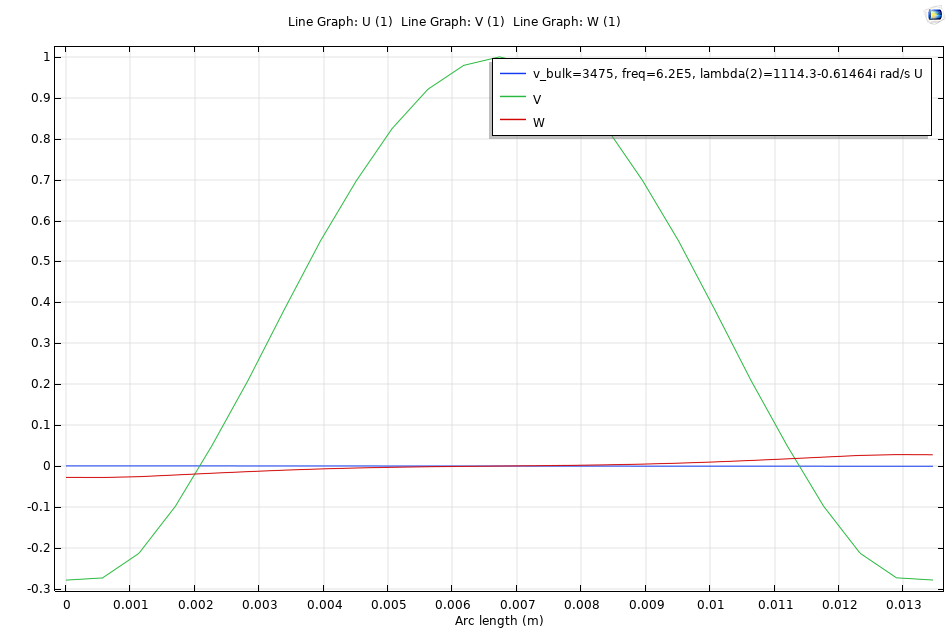 Line Graph: U (1)  Line Graph: V (1)  Line Graph: W (1)
v_bulk=3475, freq=6.2E5, lambda(2)=1114.3-0.61464i rad/s U
V
W
1
0.9
0.8
0.7
0.6
0.5
0.4
0.3
0.2
0.1
0
-0.1
-0.2
-0.3
0 0.001 0.002 0.003 0.004 0.005 0.006 0.007 0.008 0.009 0.01 0.011 0.012 0.013
Arc length (m)